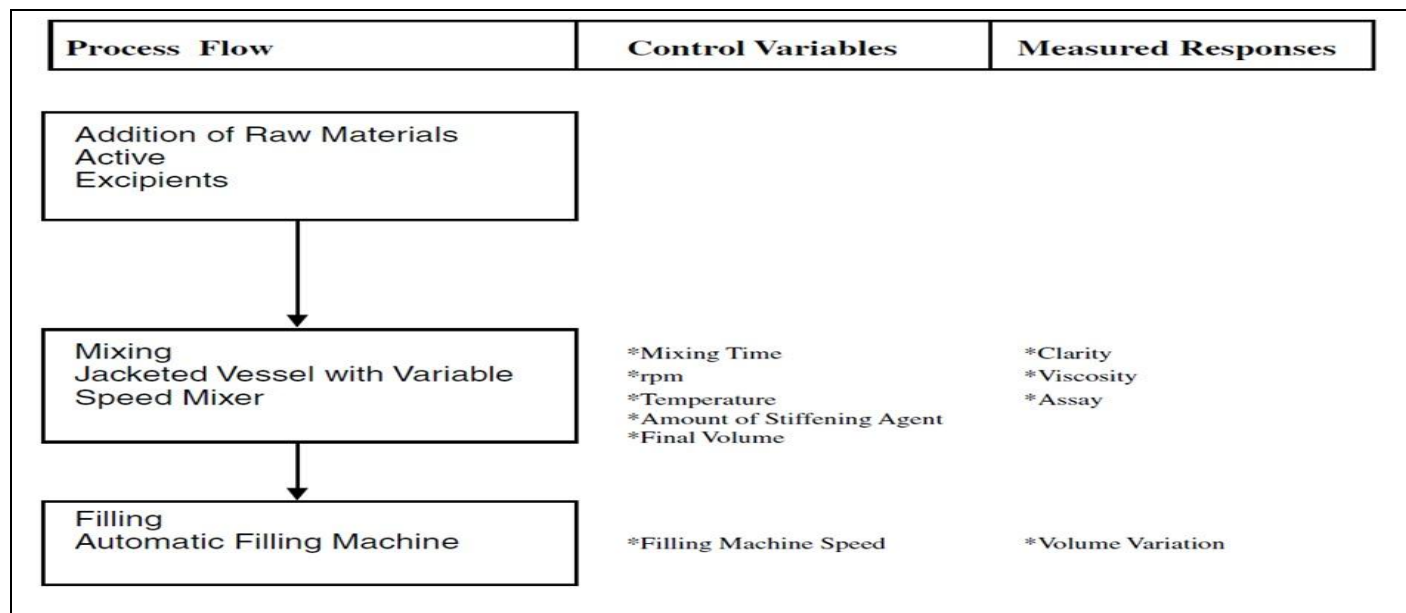 Process Flow
Control Variables
Measured Responses
Addition of Raw Materials
Active
Excipients
Mixing
Jacketed Vessel with Variable
Speed Mixer
*Mixing Time
*rpm
*Temperature
*Amount of Stiffening Agent
*Final Volume
*Clarity
*Viscosity
*Assay
Filling
Automatic Filling Machine
*Filling Machine Speed
*Volume Variation